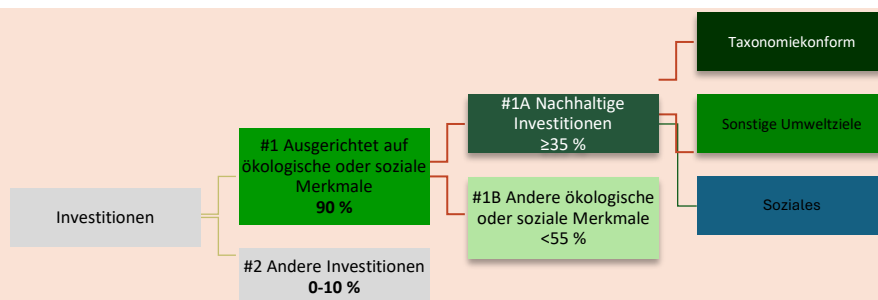 Taxonomiekonform
#1A Nachhaltige
Investitionen
≥35 %
Sonstige Umweltziele
#1 Ausgerichtet auf
ökologische oder soziale
Merkmale
90 %
#1B Andere ökologische
oder soziale Merkmale
<55 %
Soziales
Investitionen
#2 Andere Investitionen
0-10 %